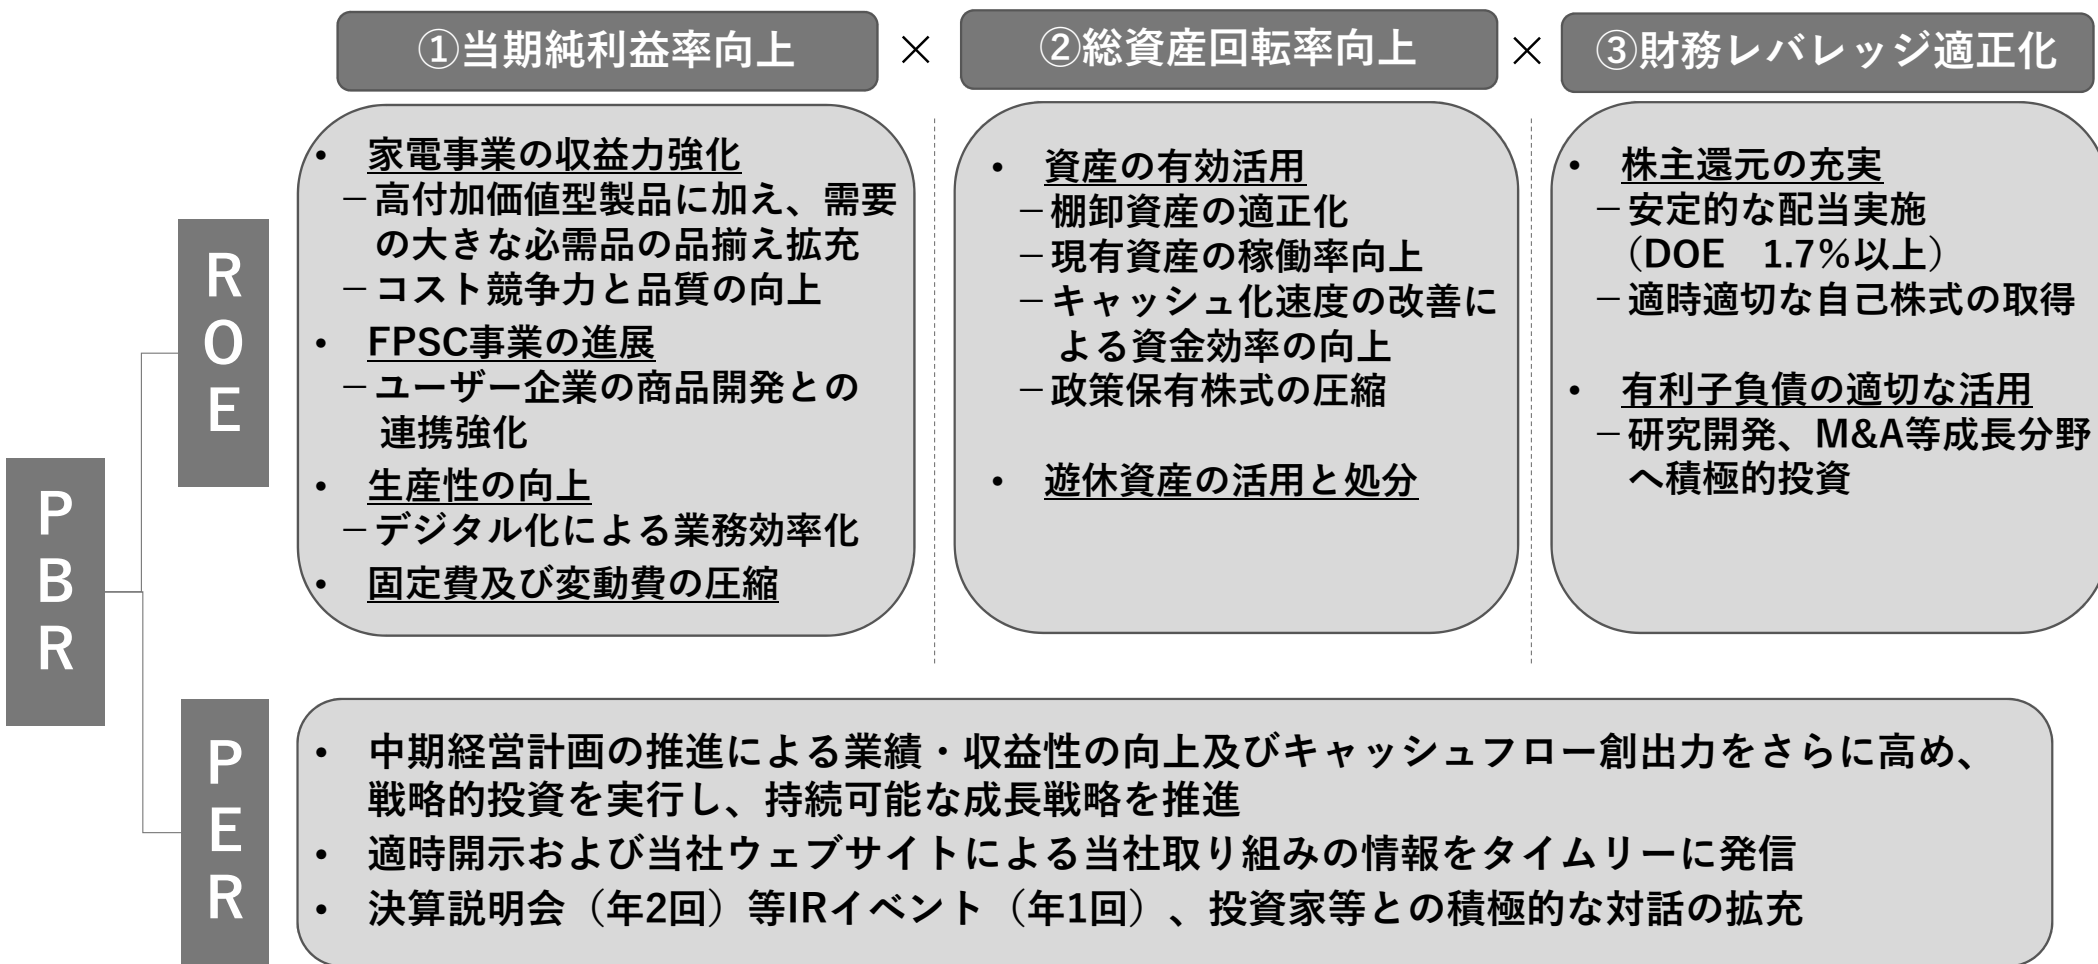 ①当期純利益率向上
×
②総資産回転率向上
×
③財務レバレッジ適正化
PBR
ROE
• 家電事業の収益力強化
－高付加価値型製品に加え、需要
の大きな必需品の品揃え拡充
－コスト競争力と品質の向上
• FPSC事業の進展
－ユーザー企業の商品開発との
連携強化
• 生産性の向上
－デジタル化による業務効率化
• 固定費及び変動費の圧縮
• 資産の有効活用
－棚卸資産の適正化
－現有資産の稼働率向上
－キャッシュ化速度の改善に
よる資金効率の向上
－政策保有株式の圧縮
• 遊休資産の活用と処分
• 株主還元の充実
－安定的な配当実施
（DOE　1.7%以上）
－適時適切な自己株式の取得
• 有利子負債の適切な活用
－研究開発、M&A等成長分野
へ積極的投資
PER
• 中期経営計画の推進による業績・収益性の向上及びキャッシュフロー創出力をさらに高め、
戦略的投資を実行し、持続可能な成長戦略を推進
• 適時開示および当社ウェブサイトによる当社取り組みの情報をタイムリーに発信
• 決算説明会（年2回）等IRイベント（年1回）、投資家等との積極的な対話の拡充